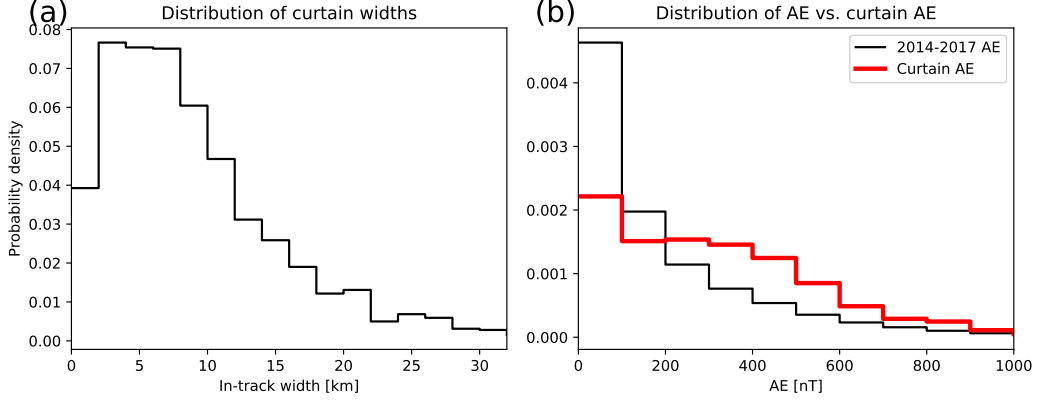 (a)
Distribution of curtain widths
0.08
0.07
0.06
0.05
0.04
0.03
0.02
0.01
0.00
Probability density
0 5 10 15 20 25 30
In-track width [km]
(b)
Distribution of AE vs. curtain AE
2014-2017 AE
Curtain AE
0.004
0.003
0.002
0.001
0.000
0 200 400 600 800 1000
AE [nT]